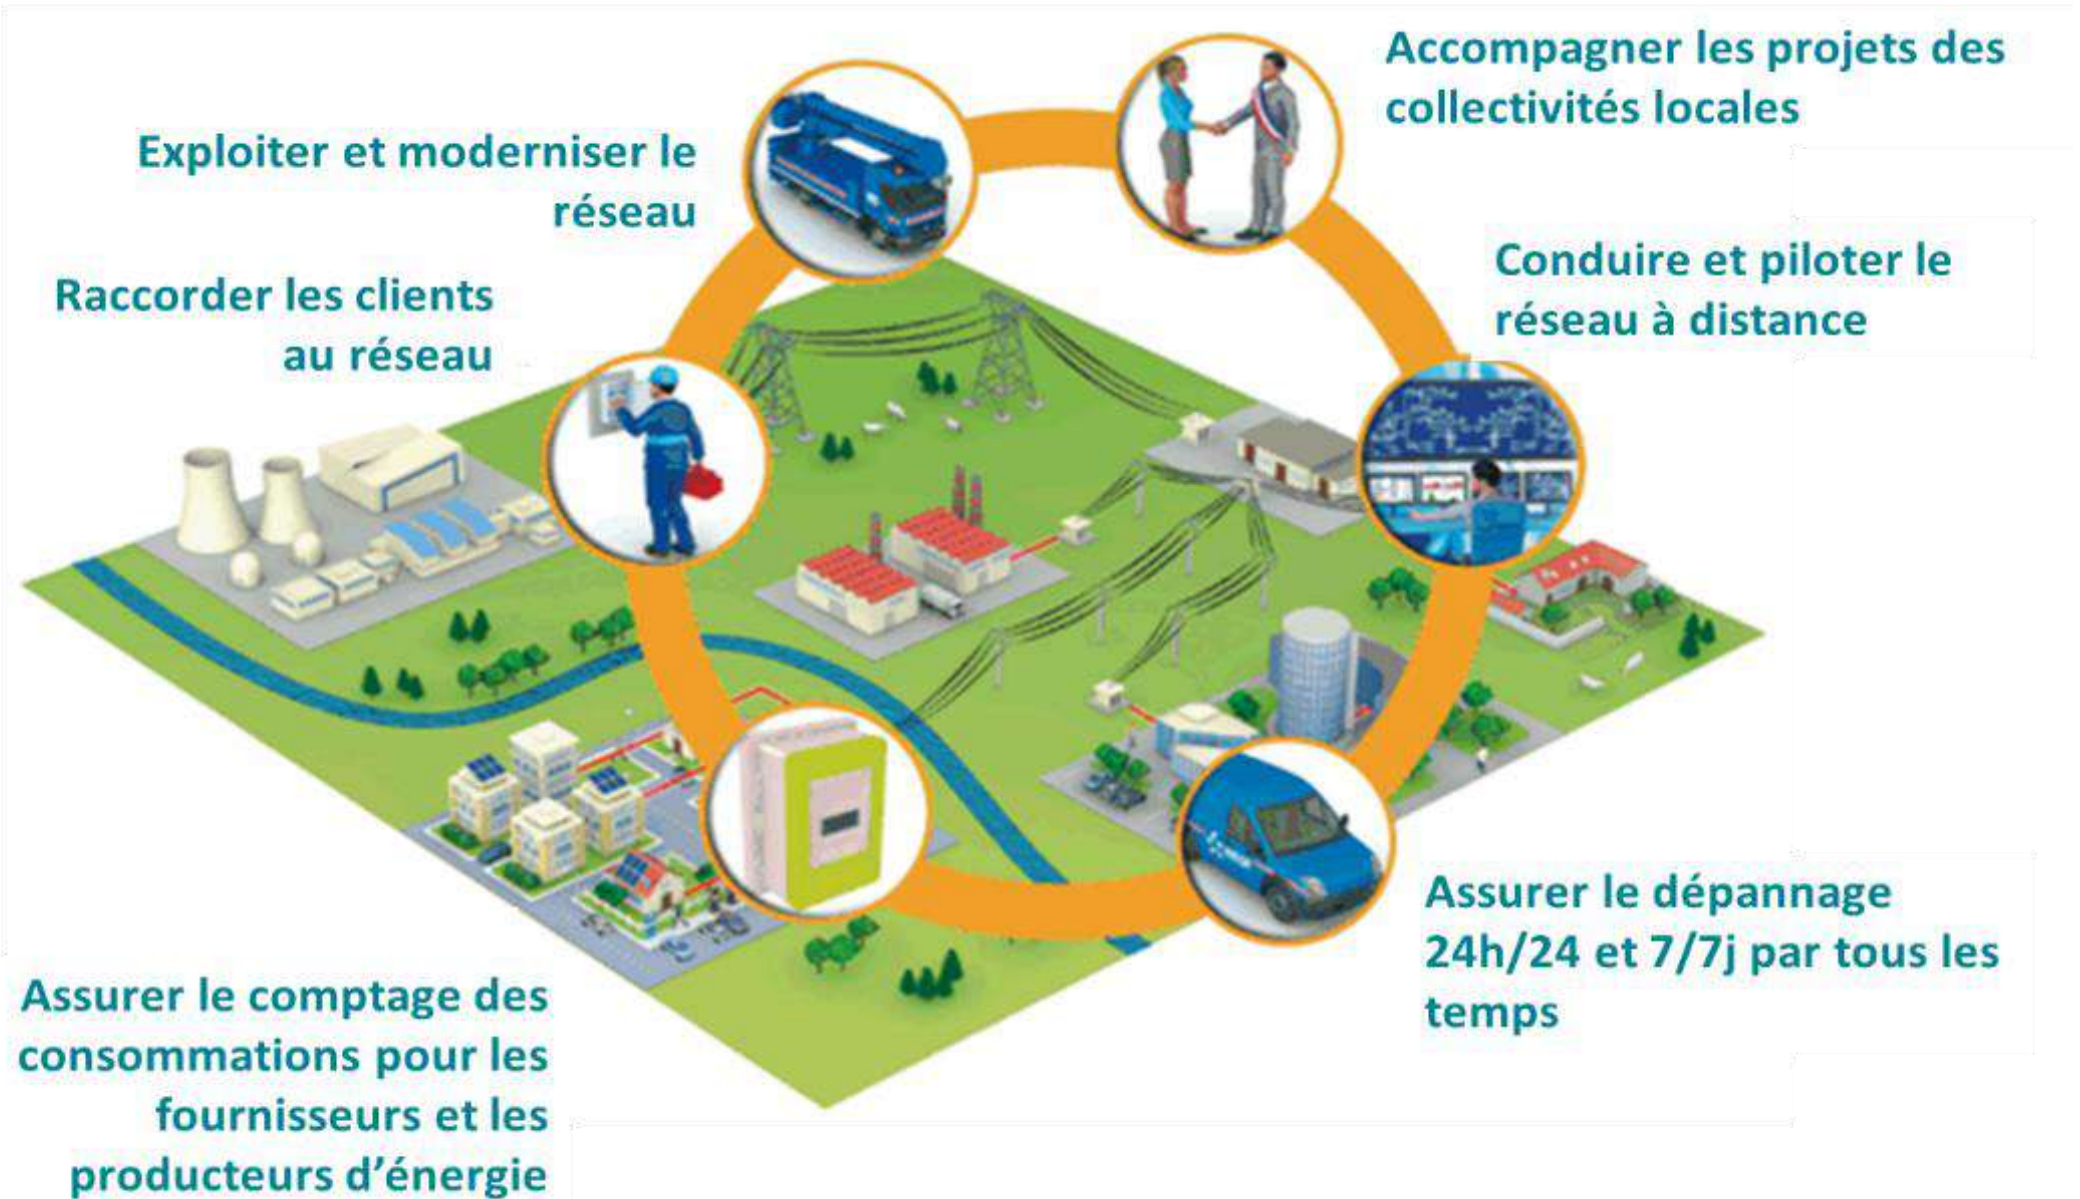 Accompagner les projets des
collectivités locales
Exploiter et moderniser le
réseau
Conduire et piloter le
réseau à distance
Raccorder les clients
au réseau
Assurer le dépannage
24h/24 et 7/7j par tous les
temps
Assurer le comptage des
consommations pour les
fournisseurs et les
producteurs d'énergie